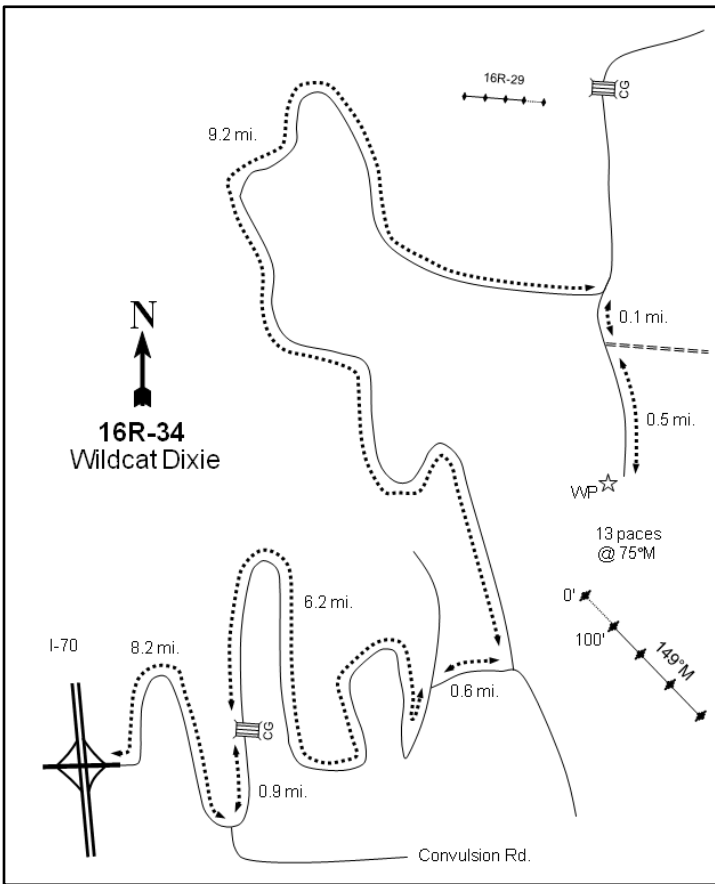 16R-29
CG
9.2 mi.
N
0.1 mi.
16R-34
Wildcat Dixie
0.5 mi.
WP
13 paces
@ 75°M
0'
100'
149°M
6.2 mi.
I-70
8.2 mi.
0.6 mi.
CG
0.9 mi.
Convulsion Rd.